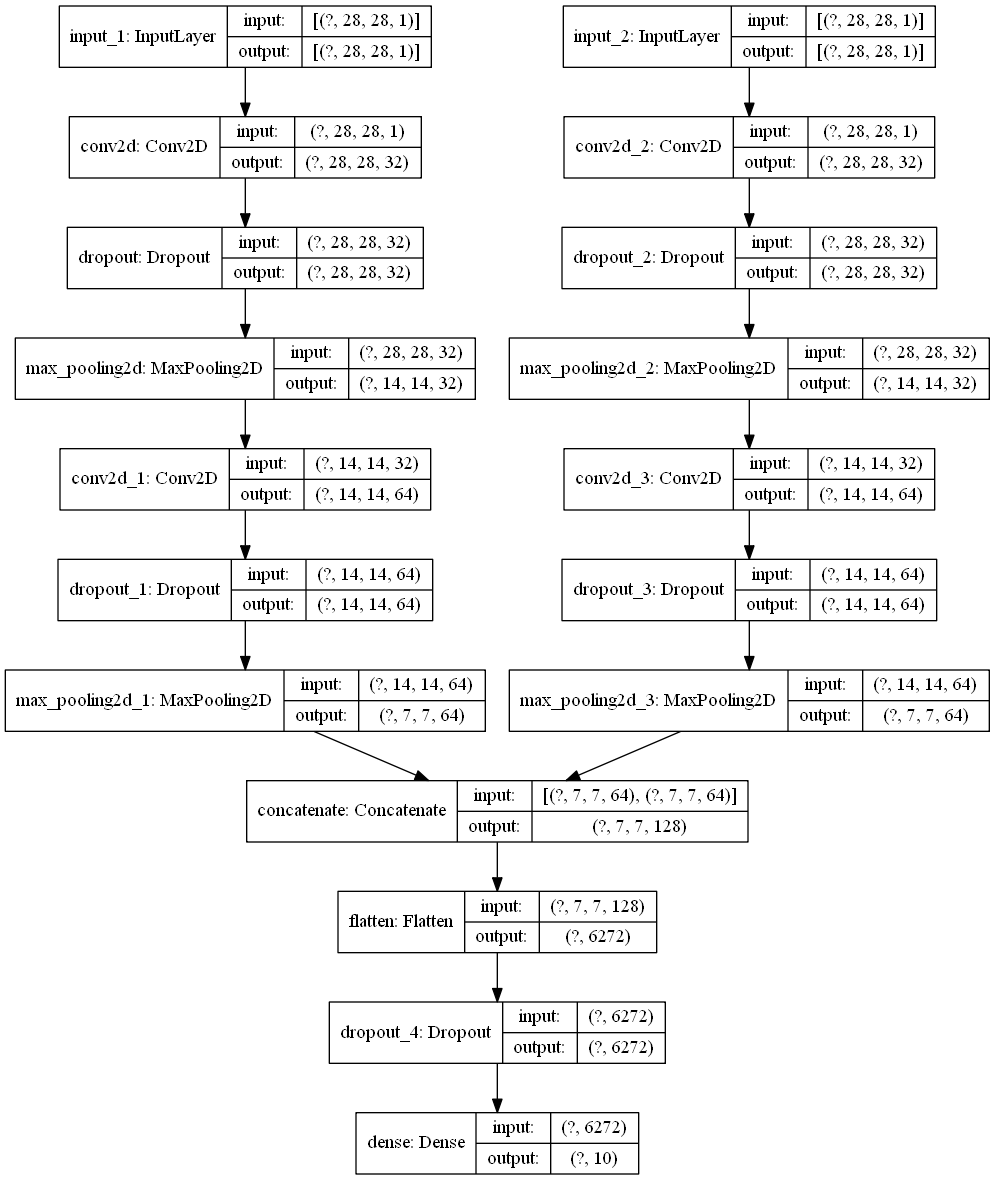 input_1: InputLayer
input:
[(?, 28, 28, 1)]
output:
[(?, 28, 28, 1)]
input_2: InputLayer
input:
[(?, 28, 28, 1)]
output:
[(?, 28, 28, 1)]
conv2d: Conv2D
input:
(?, 28, 28, 1)
output:
(?, 28, 28, 32)
conv2d_2: Conv2D
input:
(?, 28, 28, 1)
output:
(?, 28, 28, 32)
dropout: Dropout
input:
(?, 28, 28, 32)
output:
(?, 28, 28, 32)
dropout_2: Dropout
input:
(?, 28, 28, 32)
output:
(?, 28, 28, 32)
max_pooling2d: MaxPooling2D
input:
(?, 28, 28, 32)
output:
(?, 14, 14, 32)
max_pooling2d_2: MaxPooling2D
input:
(?, 28, 28, 32)
output:
(?, 14, 14, 32)
conv2d_1: Conv2D
input:
(?, 14, 14, 32)
output:
(?, 14, 14, 64)
conv2d_3: Conv2D
input:
(?, 14, 14, 32)
output:
(?, 14, 14, 64)
dropout_1: Dropout
input:
(?, 14, 14, 64)
output:
(?, 14, 14, 64)
dropout_3: Dropout
input:
(?, 14, 14, 64)
output:
(?, 14, 14, 64)
max_pooling2d_1: MaxPooling2D
input:
(?, 14, 14, 64)
output:
(?, 7, 7, 64)
max_pooling2d_3: MaxPooling2D
input:
(?, 14, 14, 64)
output:
(?, 7, 7, 64)
concatenate: Concatenate
input:
[(?, 7, 7, 64), (?, 7, 7, 64)]
output:
(?, 7, 7, 128)
flatten: Flatten
input:
(?, 7, 7, 128)
output:
(?, 6272)
dropout_4: Dropout
input:
(?, 6272)
output:
(?, 6272)
dense: Dense
input:
(?, 6272)
output:
(?, 10)